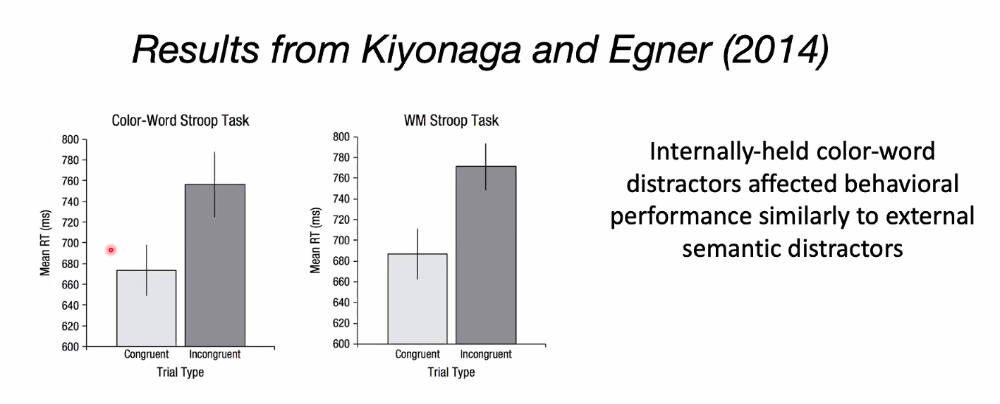 Results from Kiyonaga and Egner (2014)
Color-Word Stroop Task
Mean RT (ms)
800
780
760
740
720
700
680
660
640
620
600
Congruent
Incongruent
Trial Type
WM Stroop Task
Mean RT (ms)
800
780
760
740
720
700
680
660
640
620
600
Congruent
Incongruent
Trial Type
Internally-held color-word
distractors affected behavioral
performance similarly to external
semantic distractors